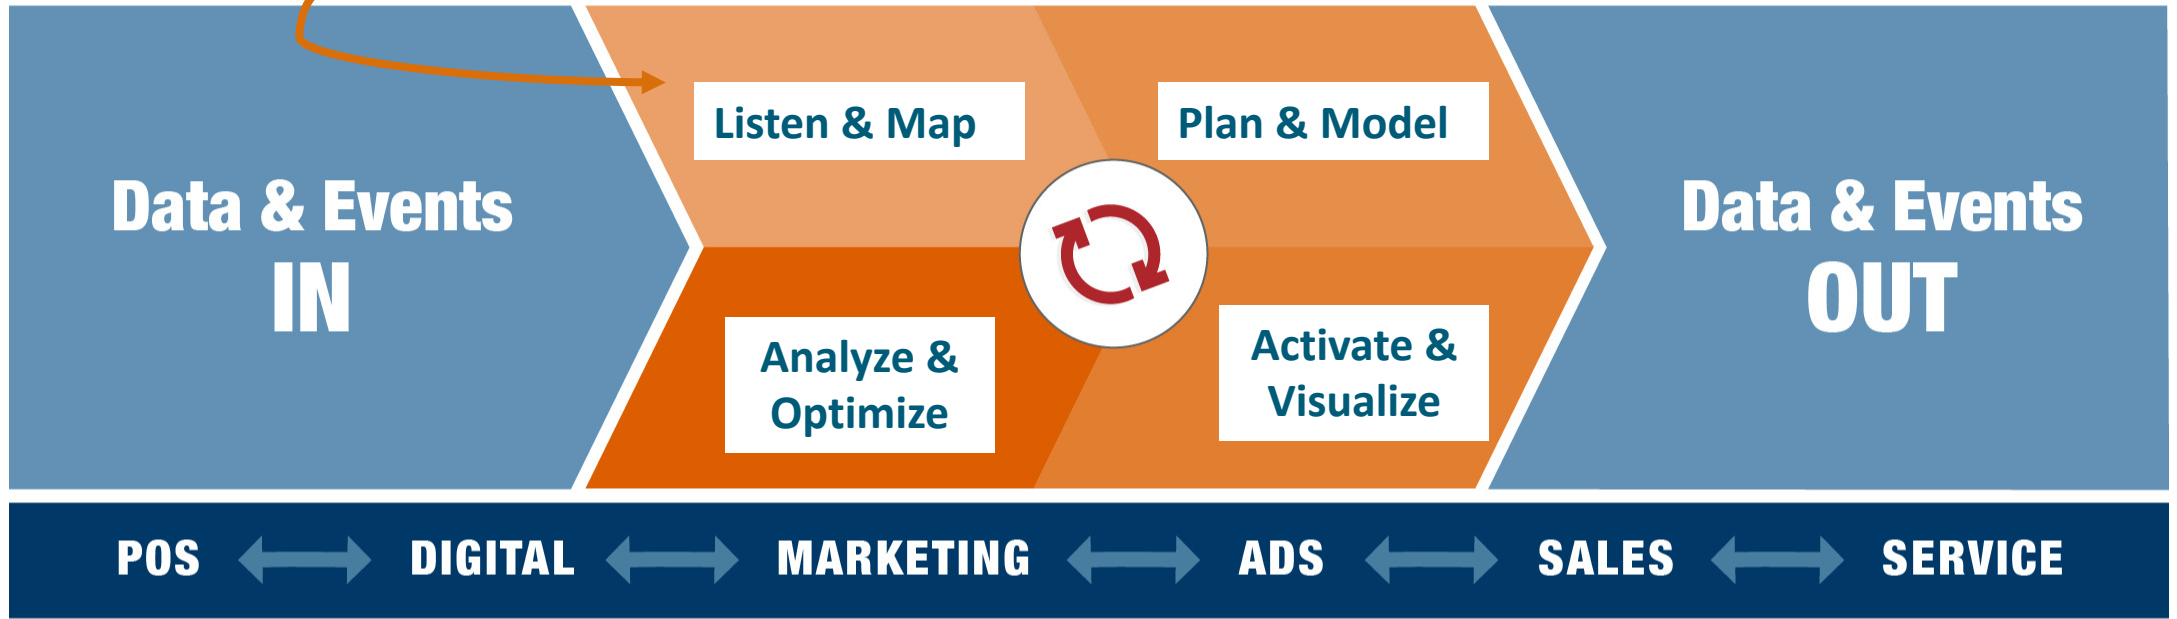 Data & Events
IN
Listen & Map
Plan & Model
Analyze &
Optimize
Activate &
Visualize
Data & Events
OUT
POS DIGITAL MARKETING ADS SALES SERVICE